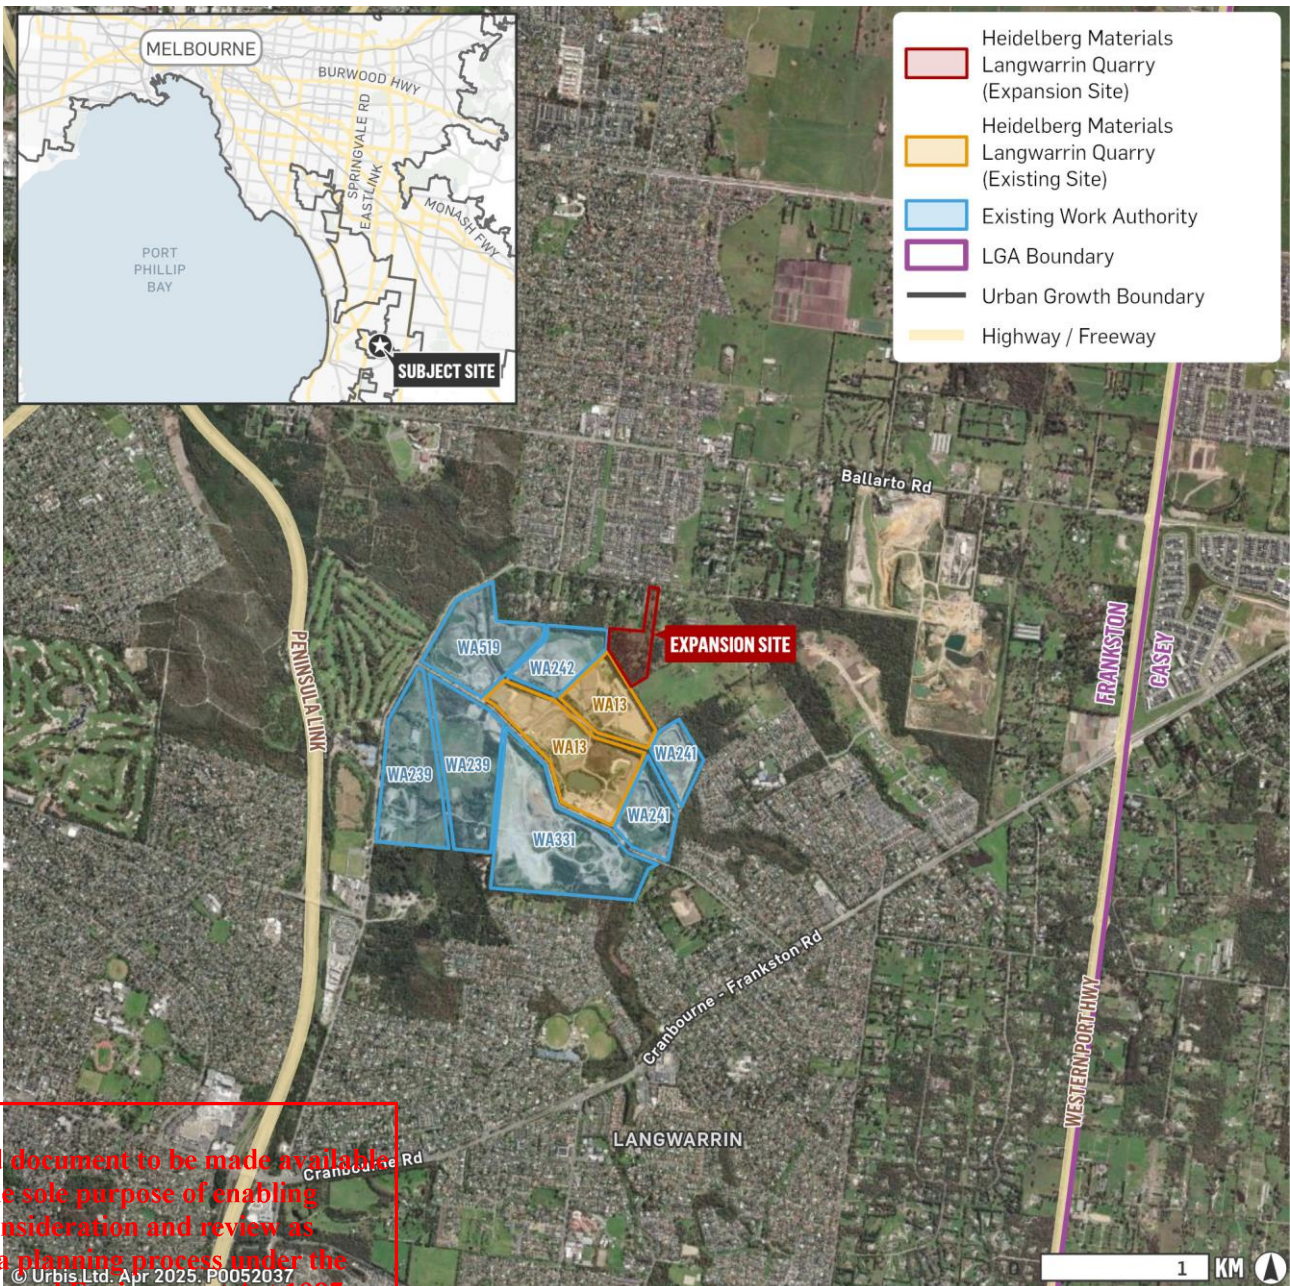 MELBOURNE
BURWOOD HWY
SPRINGVALE RD
EASTLINK
MONASH FWY
PORT
PHILLIP
BAY
SUBJECT SITE
Heidelberg Materials
Langwarrin Quarry
(Expansion Site)
Heidelberg Materials
Langwarrin Quarry
(Existing Site)
Existing Work Authority
LGA Boundary
Urban Growth Boundary
Highway / Freeway
Ballarto Rd
PENINSULA LINK
EXPANSION SITE
WA519
WA242
WA13
WA13
WA241
WA239
WA239
WA241
WA331
FRANKSTON
CASEY
Cranbourne - Frankston Rd
WESTERNPORT HWY
LANGWARRIN
Cranbourne Rd
document to be made available
sole purpose of enabling
consideration and review as
a planning process under the
© Urbis.Ltd. Apr 2025. P0052037
1 KM